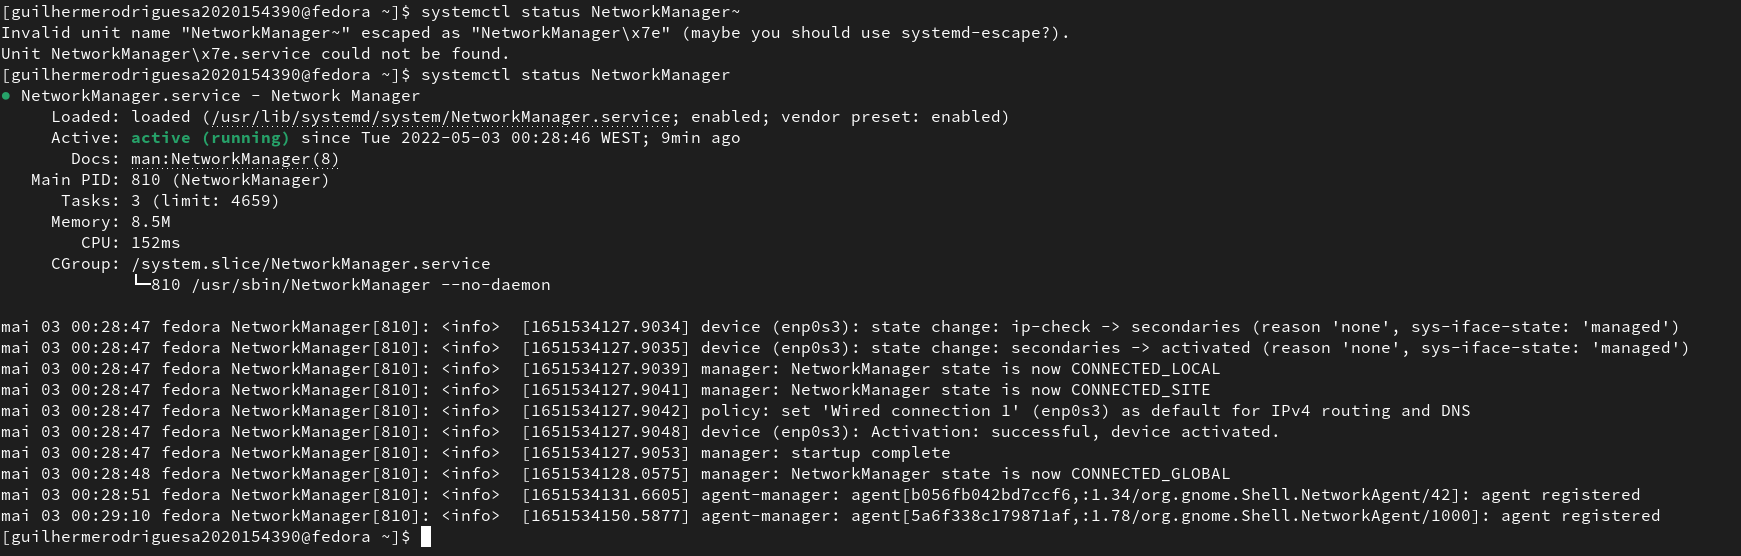 [guilhermerodriguesa2020154390@fedora ~]$ systemctl status NetworkManager~
Invalid unit name "NetworkManager~" escaped as "NetworkManager\x7e" (maybe you should use systemd-escape?).
Unit NetworkManager\x7e.service could not be found.
[guilhermerodriguesa2020154390@fedora ~]$ systemctl status NetworkManager
● NetworkManager.service - Network Manager
     Loaded: loaded (/usr/lib/systemd/system/NetworkManager.service; enabled; vendor preset: enabled)
     Active: active (running) since Tue 2022-05-03 00:28:46 WEST; 9min ago
       Docs: man:NetworkManager(8)
   Main PID: 810 (NetworkManager)
      Tasks: 3 (limit: 4659)
     Memory: 8.5M
        CPU: 152ms
     CGroup: /system.slice/NetworkManager.service
             └─810 /usr/sbin/NetworkManager --no-daemon

mai 03 00:28:47 fedora NetworkManager[810]: <info>  [1651534127.9034] device (enp0s3): state change: ip-check -> secondaries (reason 'none', sys-iface-state: 'managed')
mai 03 00:28:47 fedora NetworkManager[810]: <info>  [1651534127.9035] device (enp0s3): state change: secondaries -> activated (reason 'none', sys-iface-state: 'managed')
mai 03 00:28:47 fedora NetworkManager[810]: <info>  [1651534127.9039] manager: NetworkManager state is now CONNECTED_LOCAL
mai 03 00:28:47 fedora NetworkManager[810]: <info>  [1651534127.9041] manager: NetworkManager state is now CONNECTED_SITE
mai 03 00:28:47 fedora NetworkManager[810]: <info>  [1651534127.9042] policy: set 'Wired connection 1' (enp0s3) as default for IPv4 routing and DNS
mai 03 00:28:47 fedora NetworkManager[810]: <info>  [1651534127.9048] device (enp0s3): Activation: successful, device activated.
mai 03 00:28:47 fedora NetworkManager[810]: <info>  [1651534127.9053] manager: startup complete
mai 03 00:28:48 fedora NetworkManager[810]: <info>  [1651534128.0575] manager: NetworkManager state is now CONNECTED_GLOBAL
mai 03 00:28:51 fedora NetworkManager[810]: <info>  [1651534131.6605] agent-manager: agent[b056fb042bd7ccf6,:1.34/org.gnome.Shell.NetworkAgent/42]: agent registered
mai 03 00:29:10 fedora NetworkManager[810]: <info>  [1651534150.5877] agent-manager: agent[5a6f338c179871af,:1.78/org.gnome.Shell.NetworkAgent/1000]: agent registered
[guilhermerodriguesa2020154390@fedora ~]$